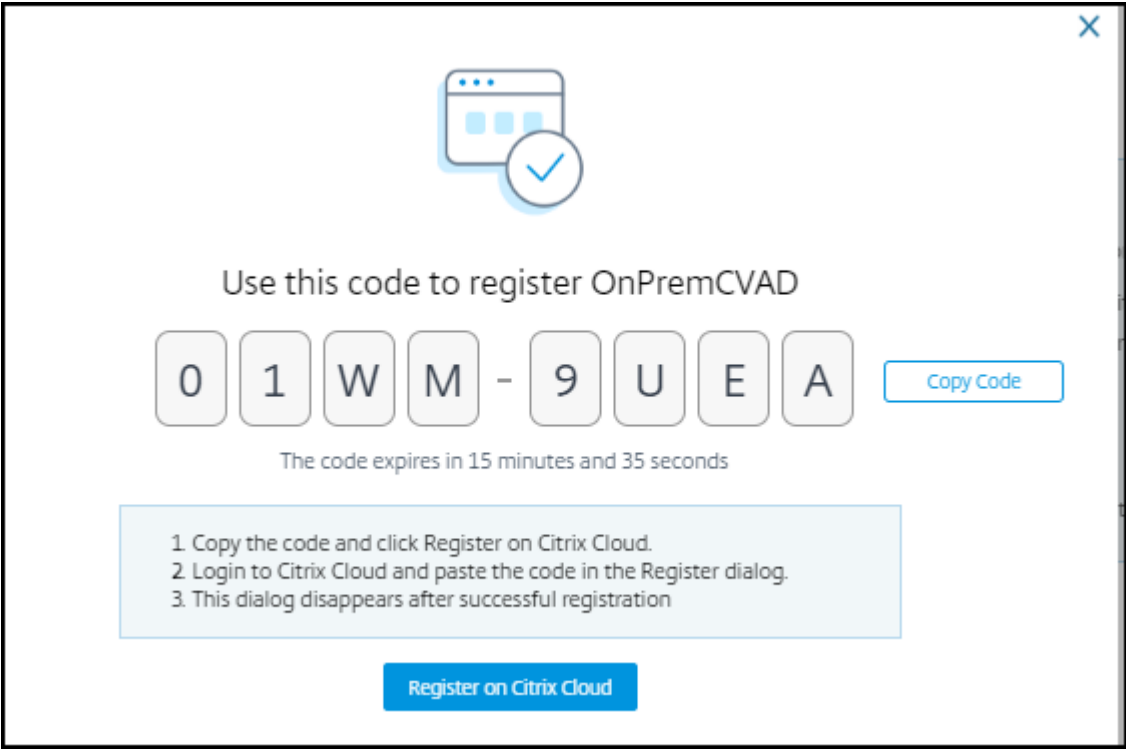 Use this code to register OnPremCVAD
01WM-9UEA
Copy Code
The code expires in 15 minutes and 35 seconds
1. Copy the code and click Register on Citrix Cloud.
2. Login to Citrix Cloud and paste the code in the Register dialog.
3. This dialog disappears after successful registration
Register on Citrix Cloud